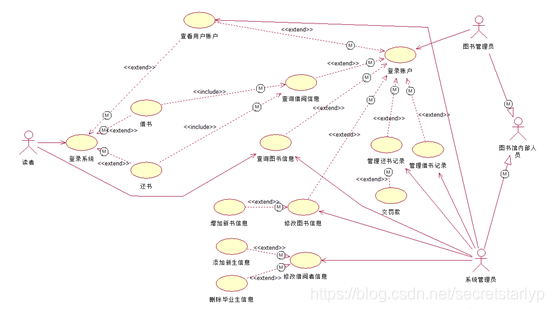 查看用户账户
<<extend>>
M
图书管理员
<<extend>>
M
登录账户
<<extend>>
M
查询借阅信息
<<include>>
M
借书
<<extend>>
M
M
M
M
图书馆内部人员
读者
登录系统
<<include>>
M
<<extend>>
M
还书
查询图书信息
<<extend>>
M
<<extend>>
M
<<extend>>
M
<<extend>>
管理还书记录
管理借书记录
M
<<extend>>
交罚款
M
增加新书信息
<<extend>>
M
修改图书信息
添加新生信息
<<extend>>
M
修改借阅者信息
<<extend>>
M
删除毕业生信息
系统管理员
https://blog.csdn.net/secretstarlyp